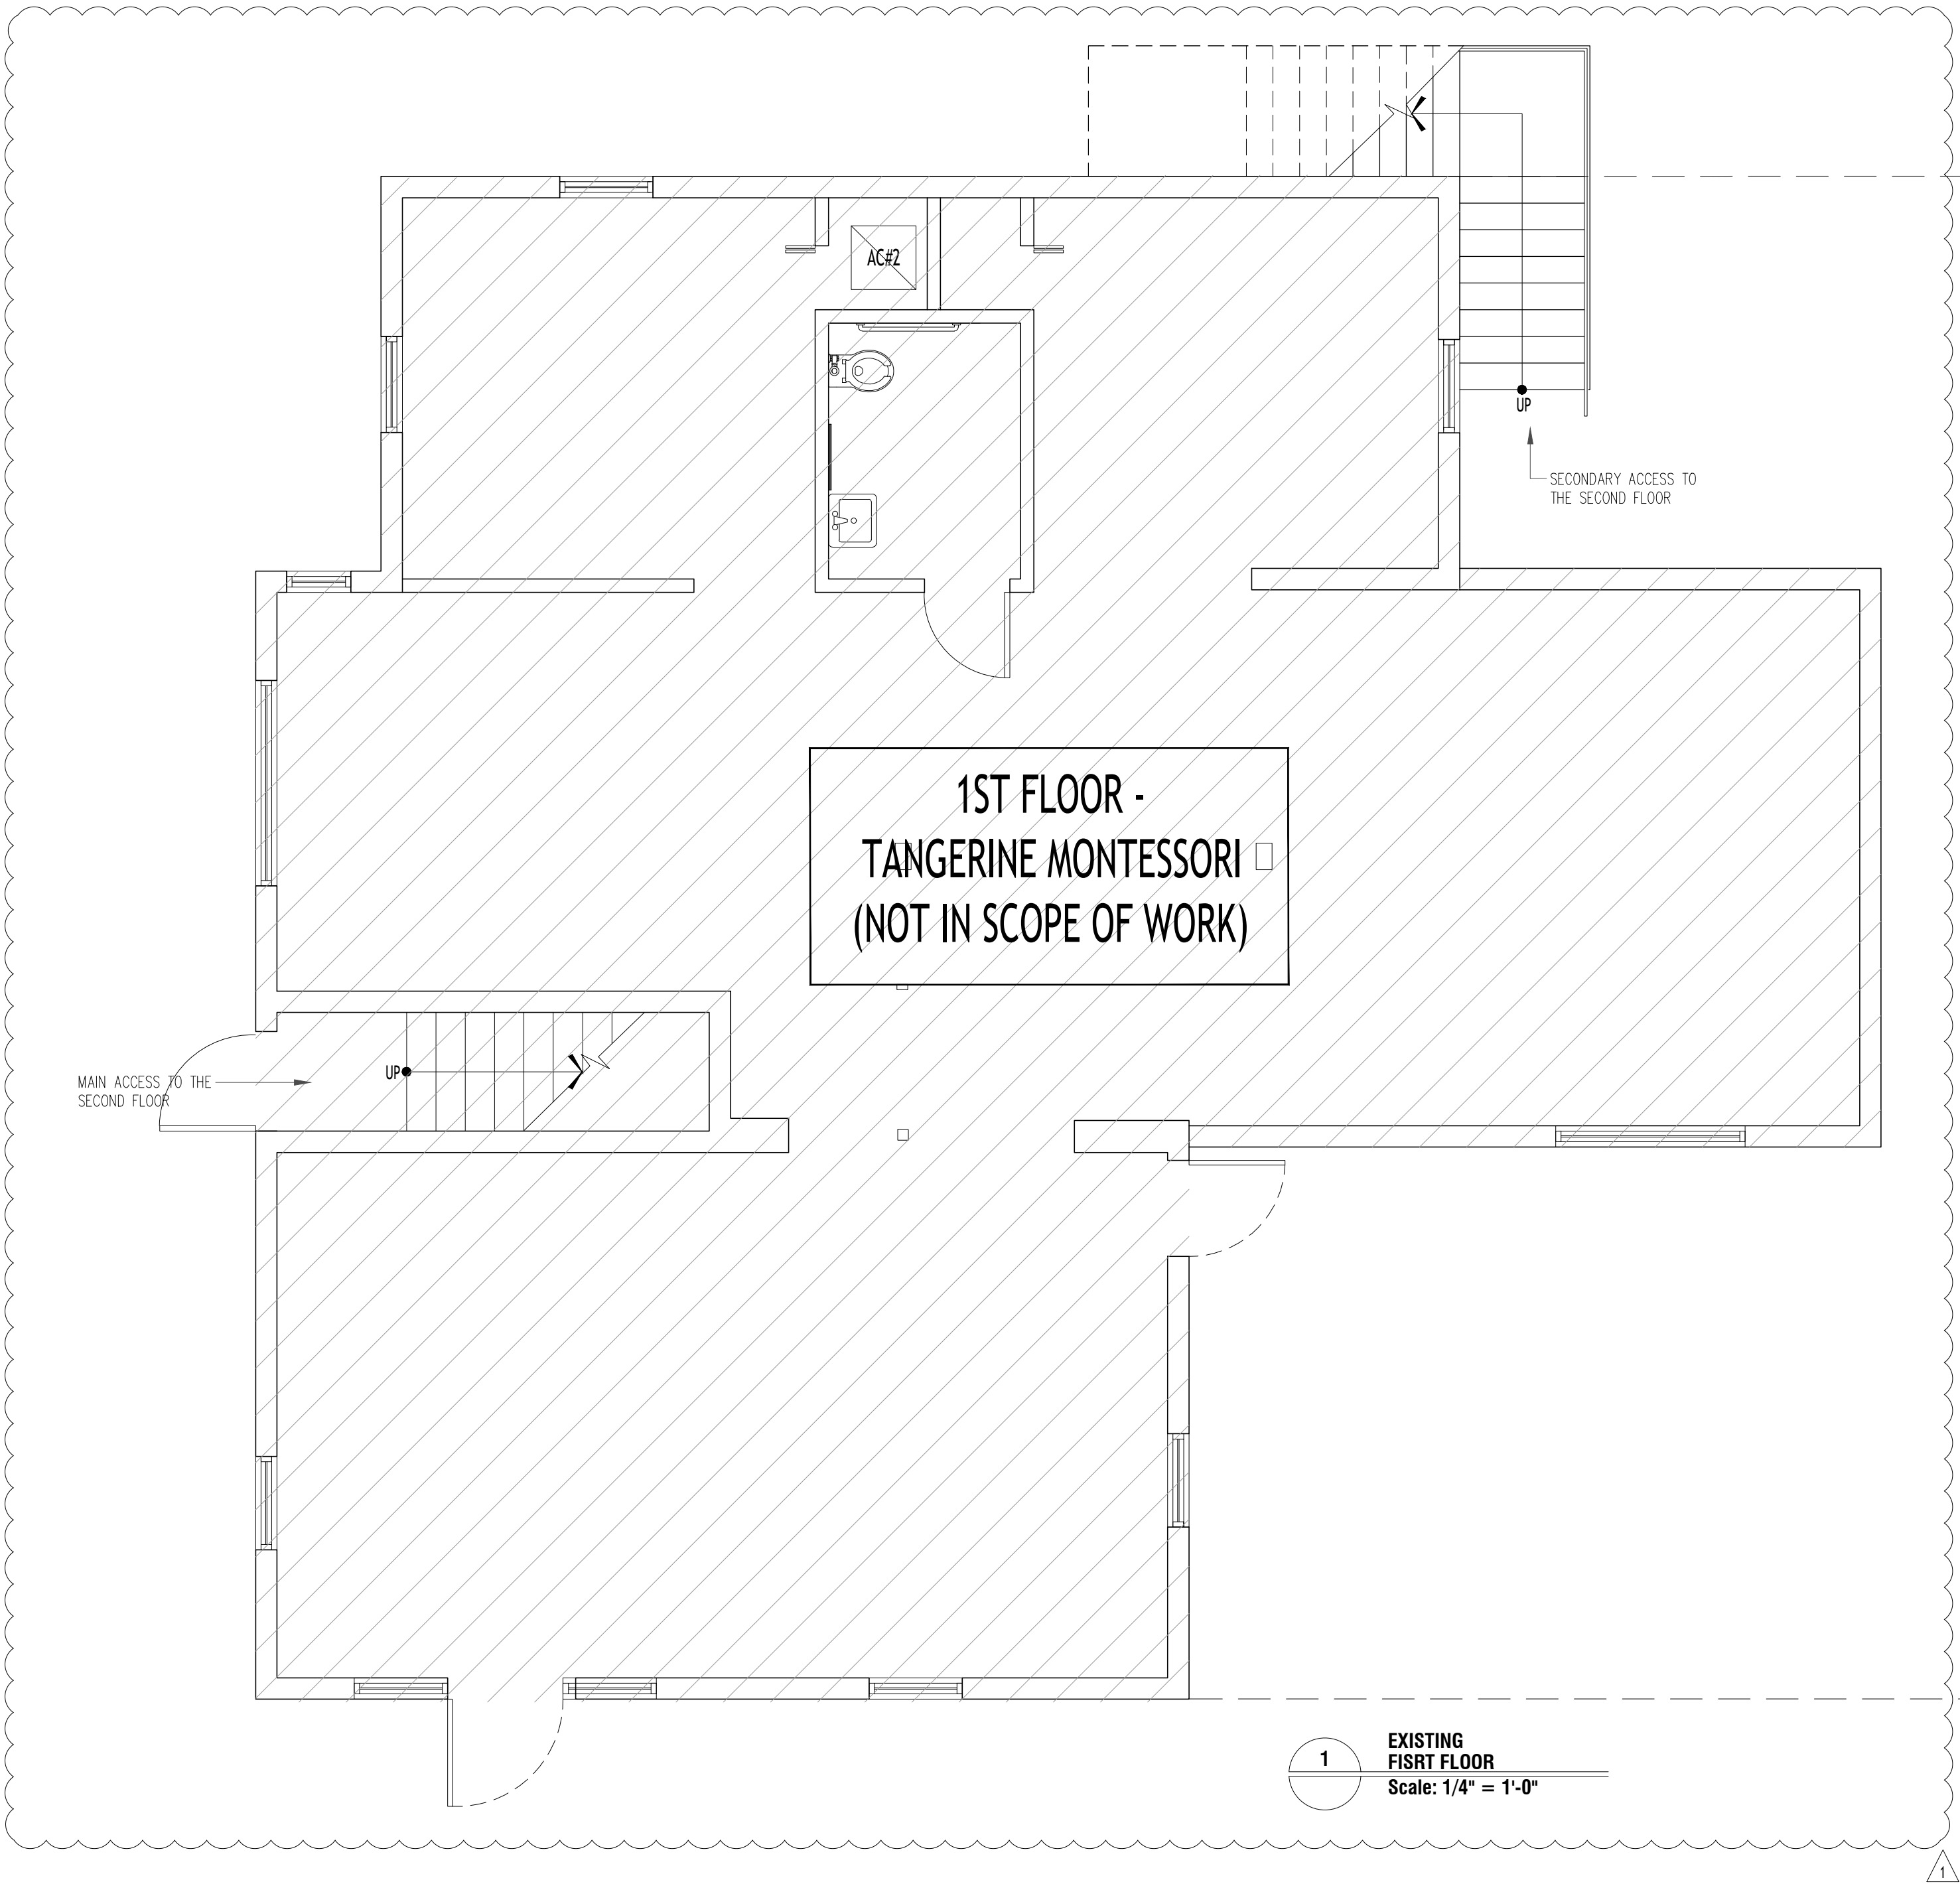 AC#2
UP
SECONDARY ACCESS TO
THE SECOND FLOOR
1ST FLOOR -
TANGERINE MONTESSORI
(NOT IN SCOPE OF WORK)
UP
MAIN ACCESS TO THE
SECOND FLOOR
1
EXISTING
FISRT FLOOR
Scale: 1/4" = 1'-0"
1